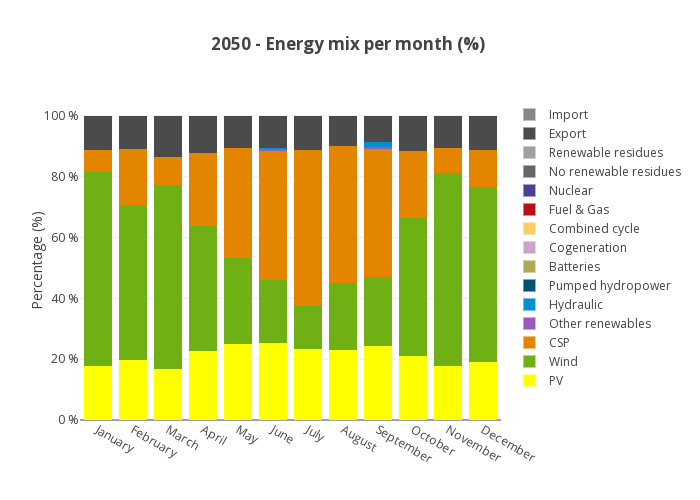 2050 - Energy mix per month (%)
Percentage (%)
100 %
80 %
60 %
40 %
20 %
0 %
January
February
March
April
May
June
July
August
September
October
November
December
Import
Export
Renewable residues
No renewable residues
Nuclear
Fuel & Gas
Combined cycle
Cogeneration
Batteries
Pumped hydropower
Hydraulic
Other renewables
CSP
Wind
PV